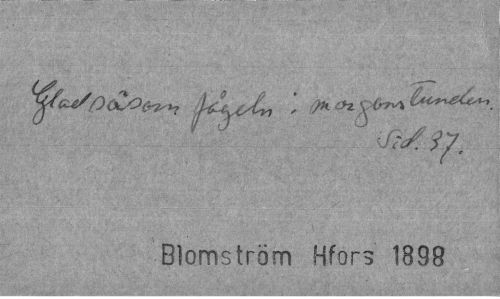 Glad såsom fågeln i morgonstunden.
Sid. 37.
Blomström Hfors 1898